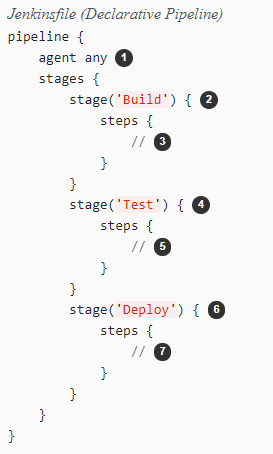 Jenkinsfile (Declarative Pipeline)
pipeline {
    agent any 1
    stages {
        stage('Build') { 2
            steps {
                // 3
            }
        }
        stage('Test') { 4
            steps {
                // 5
            }
        }
        stage('Deploy') { 6
            steps {
                // 7
            }
        }
    }
}